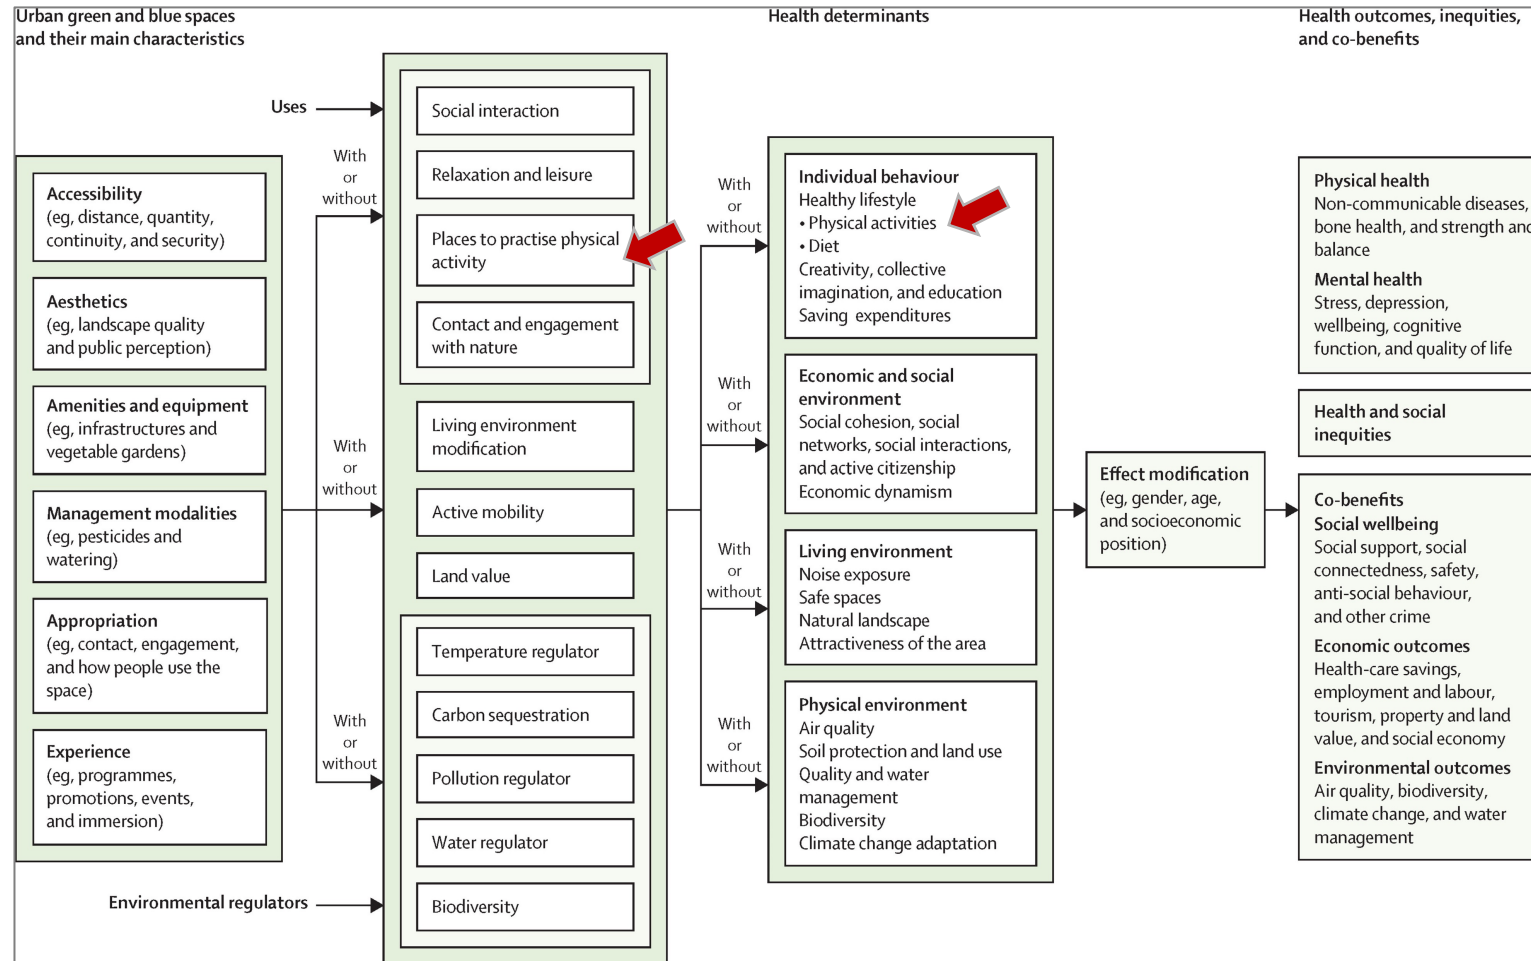 Urban green and blue spaces
and their main characteristics
Health determinants
Health outcomes, inequities,
and co-benefits
Accessibility
(eg, distance, quantity,
continuity, and security)
Aesthetics
(eg, landscape quality
and public perception)
Amenities and equipment
(eg, infrastructures and
vegetable gardens)
Management modalities
(eg, pesticides and
watering)
Appropriation
(eg, contact, engagement,
and how people use the
space)
Experience
(eg, programmes,
promotions, events,
and immersion)
Uses
With
or
without
With
or
without
With
or
without
Environmental regulators
Social interaction
Relaxation and leisure
Places to practise physical
activity
Contact and engagement
with nature
Living environment
modification
Active mobility
Land value
Temperature regulator
Carbon sequestration
Pollution regulator
Water regulator
Biodiversity
With
or
without
With
or
without
With
or
without
With
or
without
Individual behaviour
Healthy lifestyle
• Physical activities
• Diet
Creativity, collective
imagination, and education
Saving expenditures
Economic and social
environment
Social cohesion, social
networks, social interactions,
and active citizenship
Economic dynamism
Living environment
Noise exposure
Safe spaces
Natural landscape
Attractiveness of the area
Physical environment
Air quality
Soil protection and land use
Quality and water
management
Biodiversity
Climate change adaptation
Effect modification
(eg, gender, age,
and socioeconomic
position)
Physical health
Non-communicable diseases,
bone health, and strength and
balance
Mental health
Stress, depression,
wellbeing, cognitive
function, and quality of life
Health and social
inequities
Co-benefits
Social wellbeing
Social support, social
connectedness, safety,
anti-social behaviour,
and other crime
Economic outcomes
Health-care savings,
employment and labour,
tourism, property and land
value, and social economy
Environmental outcomes
Air quality, biodiversity,
climate change, and water
management